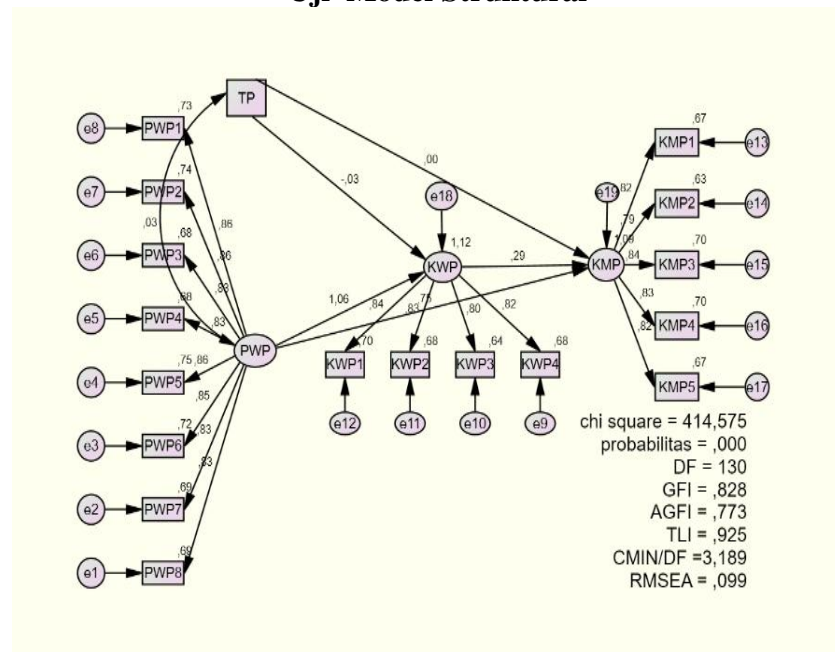 Uji Model Struktural
TP
,73
e8
PWP1
,74
e7
PWP2
,03
,68
e6
PWP3
,68
e5
PWP4
,75
e4
PWP5
,72
e3
PWP6
,69
e2
PWP7
,69
e1
PWP8
,86
,86
,83
,83
,86
,85
,83
,83
PWP
-,03
,00
e18
1,12
KWP
1,06
,29
,75
,84
,83
,80
,82
,70
KWP1
,68
KWP2
,64
KWP3
,68
KWP4
e12
e11
e10
e9
e19
1,09
KMP
,82
,79
,84
,83
,82
,67
KMP1
e13
,63
KMP2
e14
,70
KMP3
e15
,70
KMP4
e16
,67
KMP5
e17
chi square = 414,575
probabilitas = ,000
DF = 130
GFI = ,828
AGFI = ,773
TLI = ,925
CMIN/DF =3,189
RMSEA = ,099